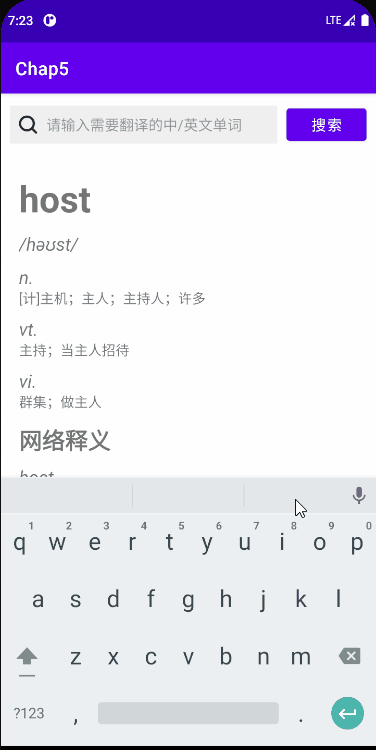 7:23 LTE
Chap5
请输入需要翻译的中/英文单词 搜索
host
/həʊst/
n.
[计]主机；主人；主持人；许多
vt.
主持；当主人招待
vi.
群集；做主人
网络释义
host
1 2 3 4 5 6 7 8 9 0
q w e r t y u i o p
a s d f g h j k l
z x c v b n m
?123 , .